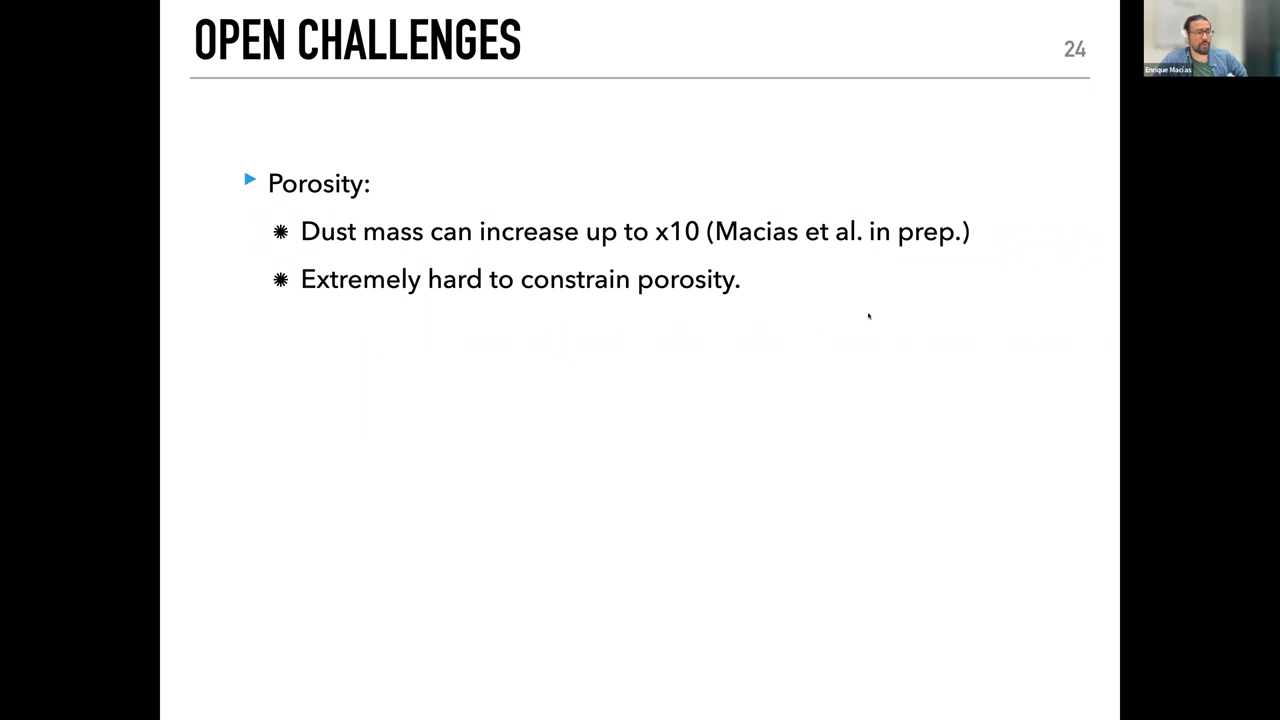 OPEN CHALLENGES
24
Enrique Macías
Porosity:
Dust mass can increase up to x10 (Macias et al. in prep.)
Extremely hard to constrain porosity.